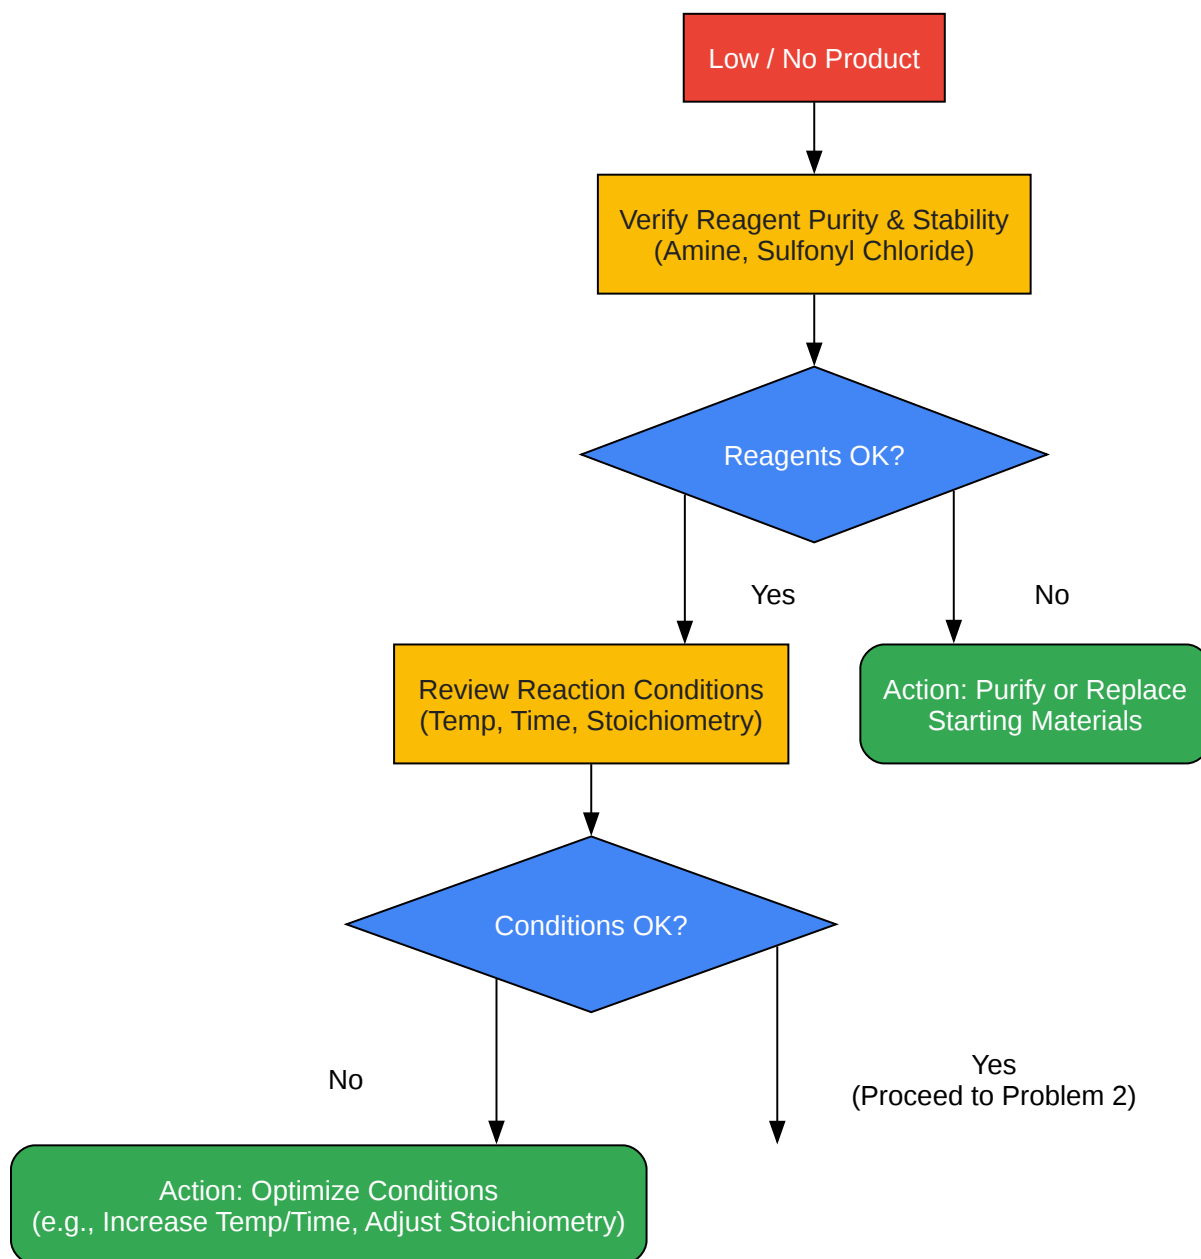 Low / No Product
Verify Reagent Purity & Stability
(Amine, Sulfonyl Chloride)
Reagents OK?
Yes
No
Review Reaction Conditions
(Temp, Time, Stoichiometry)
Action: Purify or Replace
Starting Materials
Conditions OK?
No
Yes
(Proceed to Problem 2)
Action: Optimize Conditions
(e.g., Increase Temp/Time, Adjust Stoichiometry)